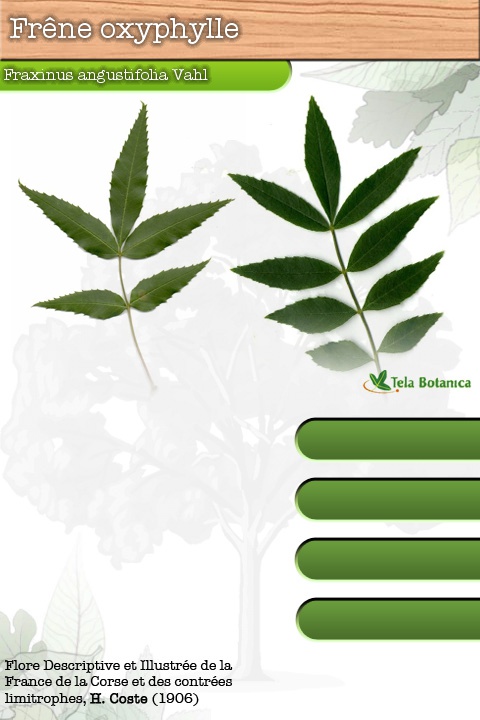 Frêne oxyphylle
Fraxinus angustifolia Vahl
Tela Botanica
Flore Descriptive et Illustrée de la
France de la Corse et des contrées
limitrophes, H. Coste (1906)